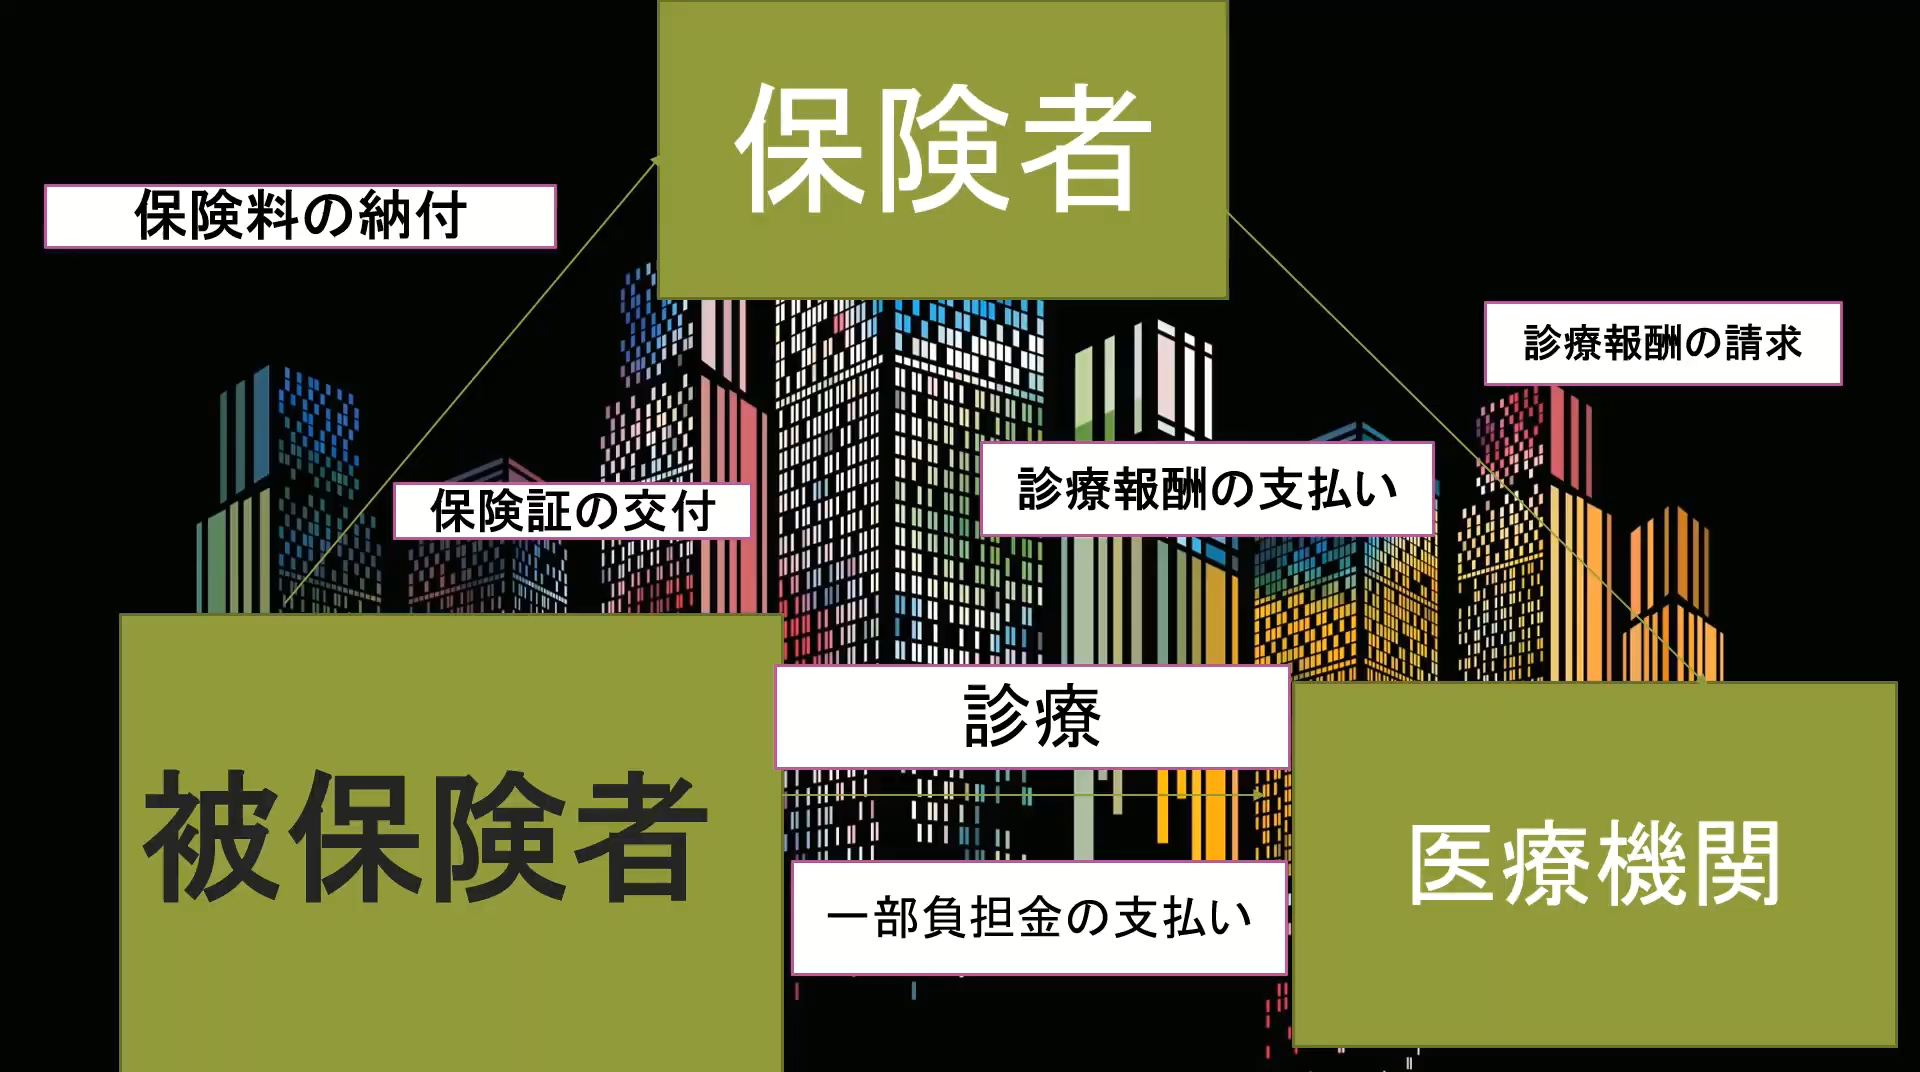 保険者
保険料の納付
診療報酬の請求
保険証の交付
診療報酬の支払い
診療
被保険者
医療機関
一部負担金の支払い